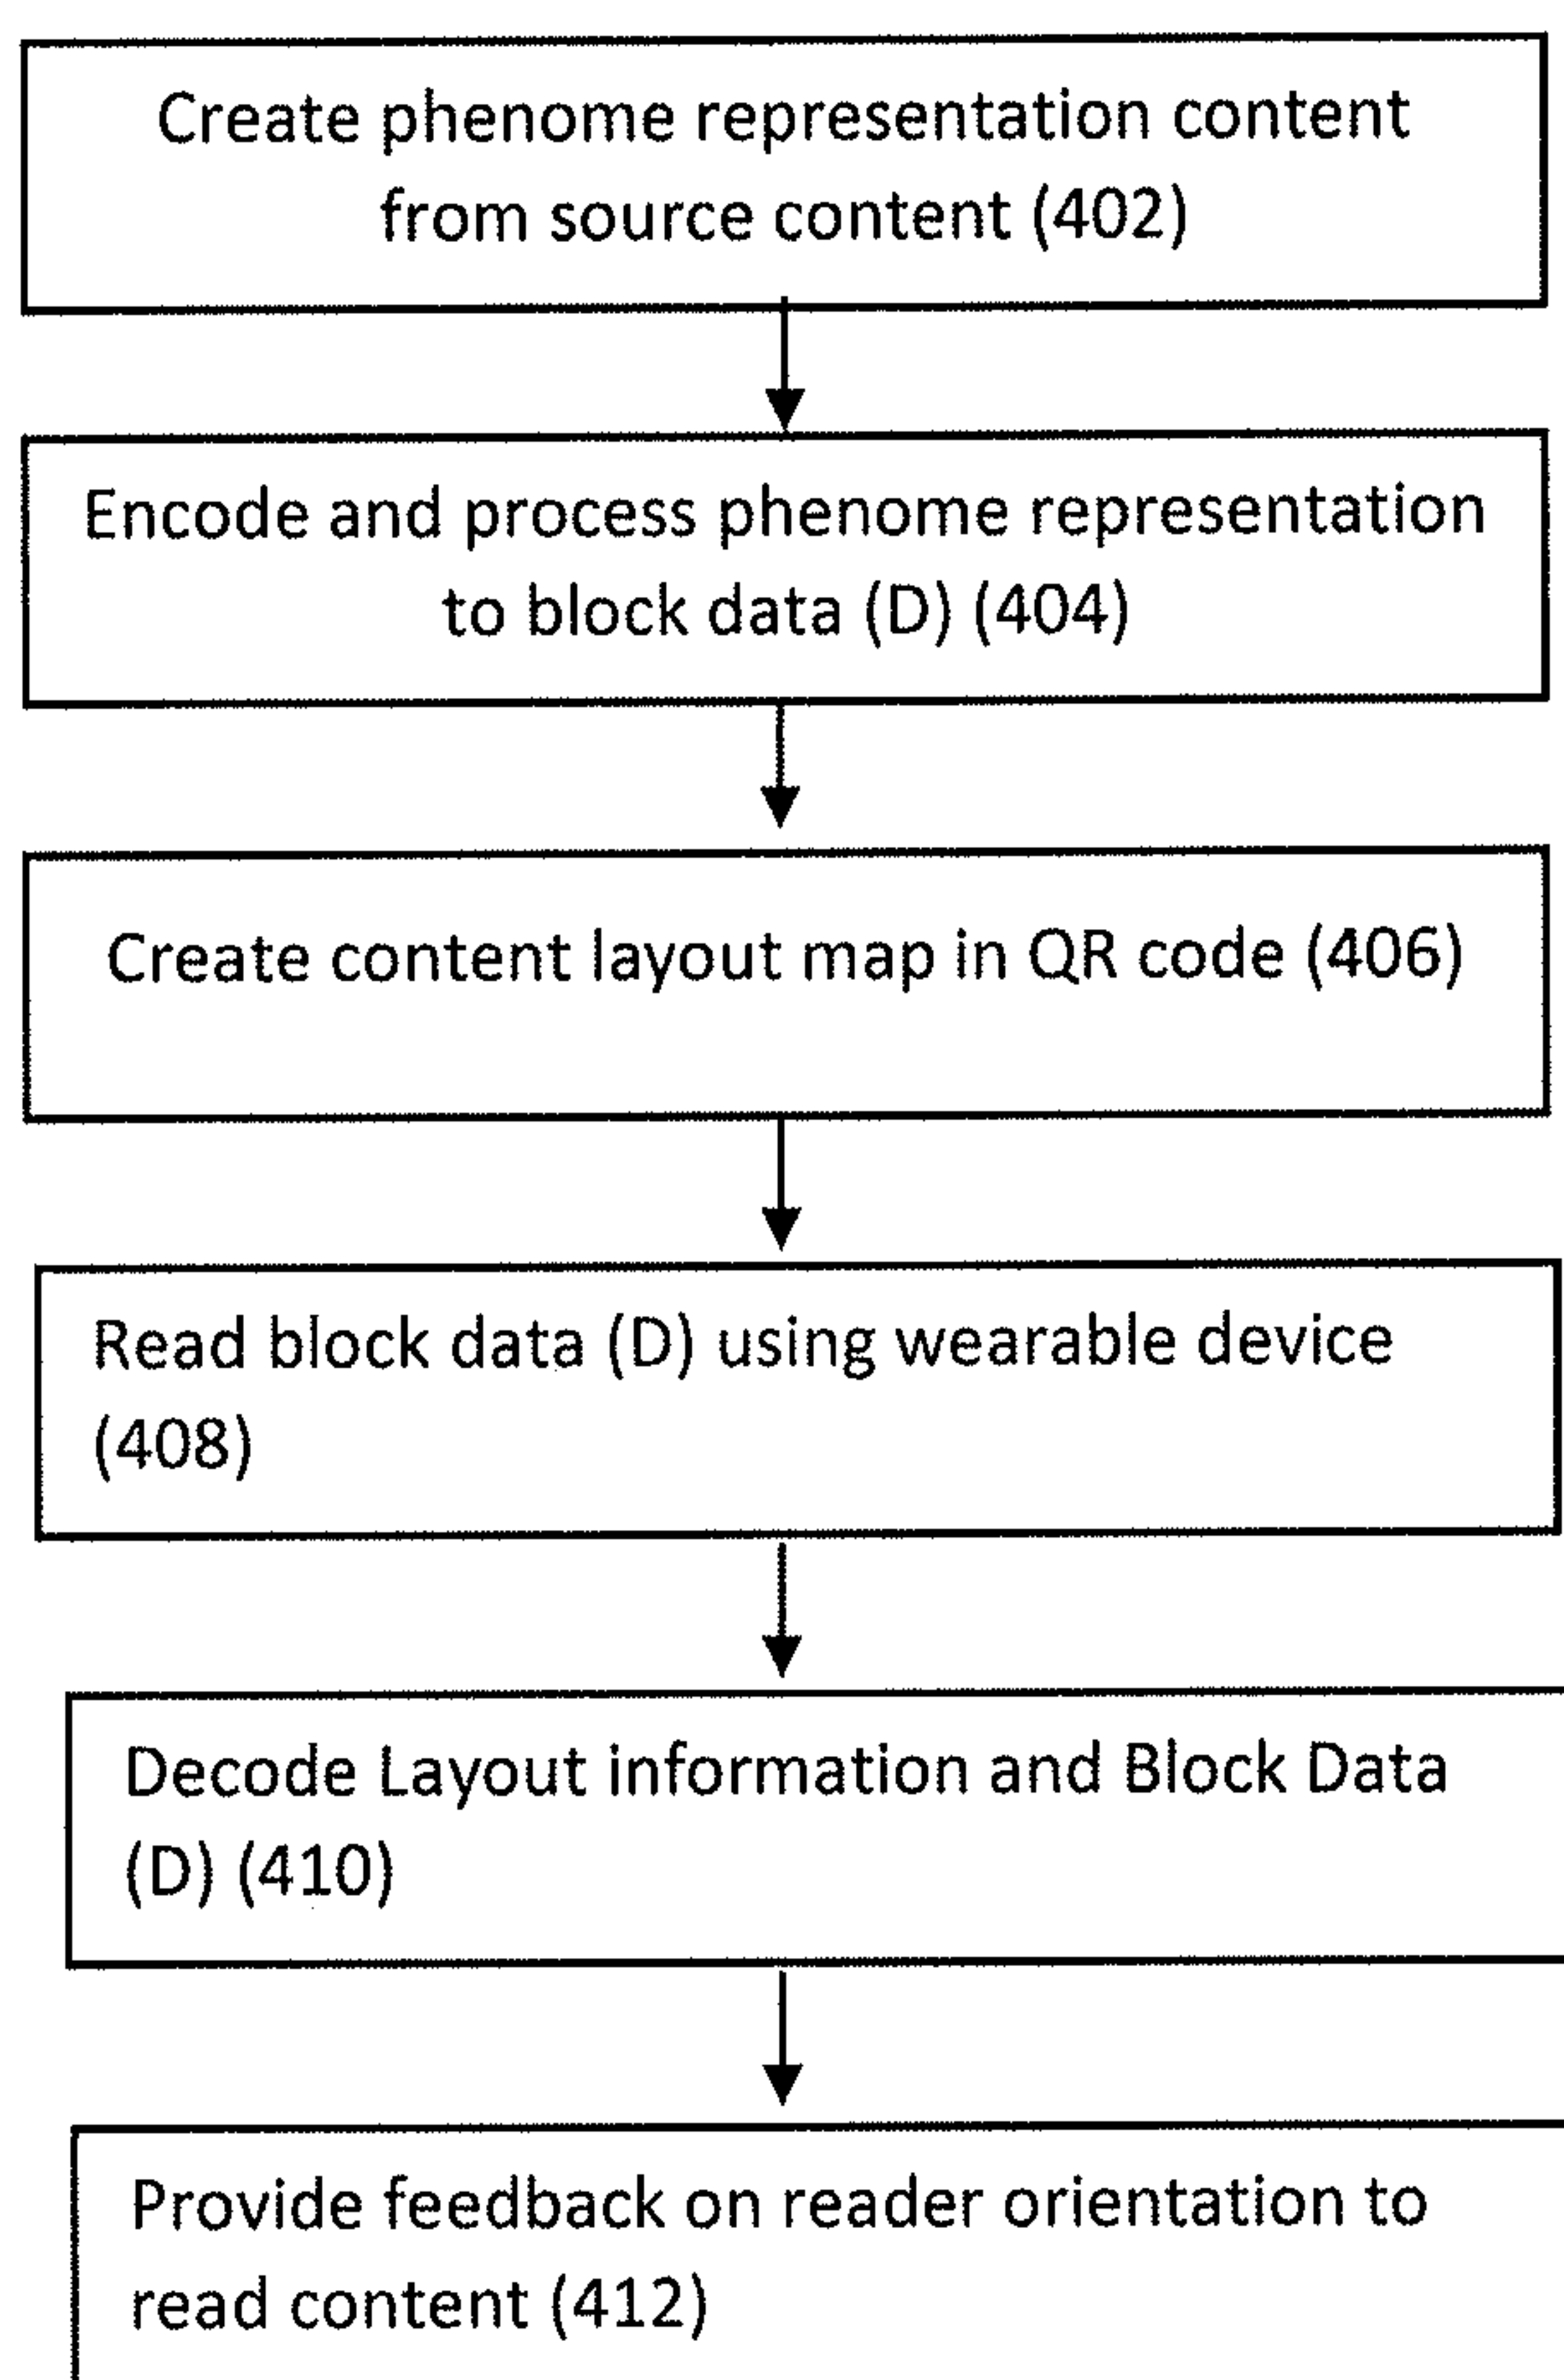 Create phenome representation content
from source content (402)
Encode and process phenome representation
to block data (D) (404)
Create content layout map in QR code (406)
Read block data (D) using wearable device
(408)
Decode Layout information and Block Data
(D) (410)
Provide feedback on reader orientation to
read content (412)